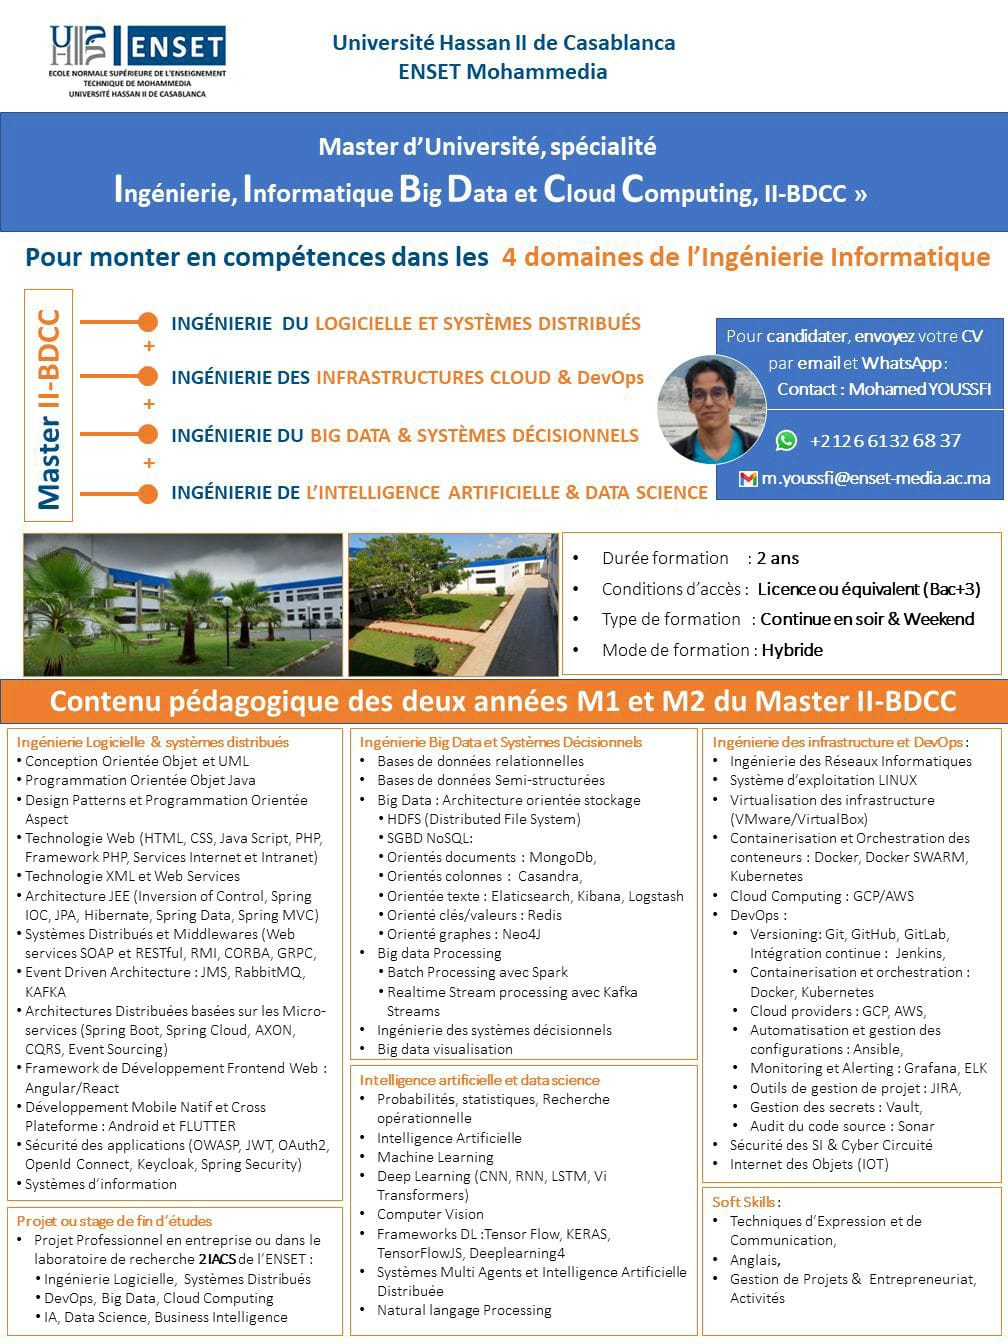 UH2C ENSET
ECOLE NORMALE SUPÉRIEURE DE L'ENSEIGNEMENT
TECHNIQUE DE MOHAMMEDIA
UNIVERSITÉ HASSAN II DE CASABLANCA
Université Hassan II de Casablanca
ENSET Mohammedia
Master d'Université, spécialité
Ingénierie, Informatique Big Data et Cloud Computing, II-BDCC »
Pour monter en compétences dans les 4 domaines de l'Ingénierie Informatique
Master II-BDCC
INGÉNIERIE DU LOGICIELLE ET SYSTÈMES DISTRIBUÉS
+
INGÉNIERIE DES INFRASTRUCTURES CLOUD & DevOps
+
INGÉNIERIE DU BIG DATA & SYSTÈMES DÉCISIONNELS
+
INGÉNIERIE DE L'INTELLIGENCE ARTIFICIELLE & DATA SCIENCE
Pour candidater, envoyez votre CV
par email et WhatsApp :
Contact : Mohamed YOUSSFI
+212 6 61 32 68 37
m.youssfi@enset-media.ac.ma
• Durée formation : 2 ans
• Conditions d'accès : Licence ou équivalent (Bac+3)
• Type de formation : Continue en soir & Weekend
• Mode de formation : Hybride
Contenu pédagogique des deux années M1 et M2 du Master II-BDCC
Ingénierie Logicielle & systèmes distribués
• Conception Orientée Objet et UML
• Programmation Orientée Objet Java
• Design Patterns et Programmation Orientée
Aspect
• Technologie Web (HTML, CSS, Java Script, PHP,
Framework PHP, Services Internet et Intranet)
• Technologie XML et Web Services
• Architecture JEE (Inversion of Control, Spring
IOC, JPA, Hibernate, Spring Data, Spring MVC)
• Systèmes Distribués et Middlewares (Web
services SOAP et RESTful, RMI, CORBA, GRPC,
• Event Driven Architecture : JMS, RabbitMQ,
KAFKA
• Architectures Distribuées basées sur les Micro-
services (Spring Boot, Spring Cloud, AXON,
CQRS, Event Sourcing)
• Framework de Développement Frontend Web :
Angular/React
• Développement Mobile Natif et Cross
Plateforme : Android et FLUTTER
• Sécurité des applications (OWASP, JWT, OAuth2,
OpenId Connect, Keycloak, Spring Security)
• Systèmes d'information
Projet ou stage de fin d'études
• Projet Professionnel en entreprise ou dans le
laboratoire de recherche 2IACS de l'ENSET :
• Ingénierie Logicielle, Systèmes Distribués
• DevOps, Big Data, Cloud Computing
• IA, Data Science, Business Intelligence
Ingénierie Big Data et Systèmes Décisionnels
• Bases de données relationnelles
• Bases de données Semi-structurées
• Big Data : Architecture orientée stockage
• HDFS (Distributed File System)
• SGBD NoSQL:
• Orientés documents : MongoDb,
• Orientés colonnes : Casandra,
• Orientée texte : Elaticsearch, Kibana, Logstash
• Orienté clés/valeurs : Redis
• Orienté graphes : Neo4J
• Big data Processing
• Batch Processing avec Spark
• Realtime Stream processing avec Kafka
Streams
• Ingénierie des systèmes décisionnels
• Big data visualisation
Intelligence artificielle et data science
• Probabilités, statistiques, Recherche
opérationnelle
• Intelligence Artificielle
• Machine Learning
• Deep Learning (CNN, RNN, LSTM, Vi
Transformers)
• Computer Vision
• Frameworks DL :Tensor Flow, KERAS,
TensorFlowJS, Deeplearning4
• Systèmes Multi Agents et Intelligence Artificielle
Distribuée
• Natural langage Processing
Ingénierie des infrastructure et DevOps :
• Ingénierie des Réseaux Informatiques
• Système d'exploitation LINUX
• Virtualisation des infrastructure
(VMware/VirtualBox)
• Containerisation et Orchestration des
conteneurs : Docker, Docker SWARM,
Kubernetes
• Cloud Computing : GCP/AWS
• DevOps :
• Versioning: Git, GitHub, GitLab,
Intégration continue : Jenkins,
• Containerisation et orchestration :
Docker, Kubernetes
• Cloud providers : GCP, AWS,
• Automatisation et gestion des
configurations : Ansible,
• Monitoring et Alerting : Grafana, ELK
• Outils de gestion de projet : JIRA,
• Gestion des secrets : Vault,
• Audit du code source : Sonar
• Sécurité des SI & Cyber Circuité
• Internet des Objets (IOT)
Soft Skills :
• Techniques d'Expression et de
Communication,
• Anglais,
• Gestion de Projets & Entrepreneuriat,
Activités